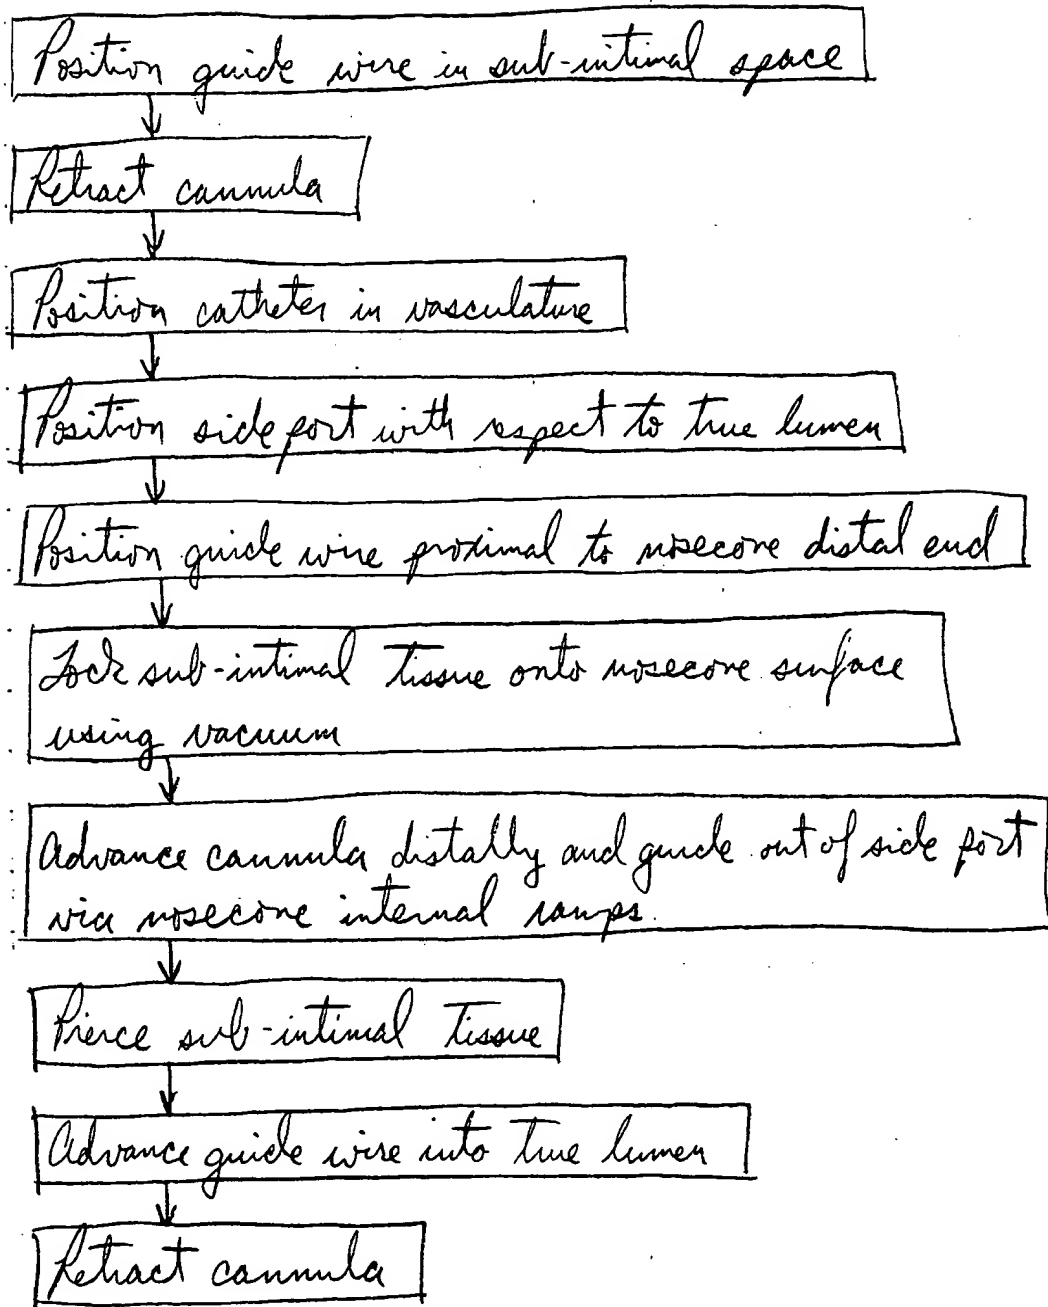 Position guide wire in sub-intimal space
Retract cannula
Position catheter in vasculature
Position side port with respect to true lumen
Position guide wire proximal to nosecone distal end
Lock sub-intimal tissue onto nosecone surface
using vacuum
Advance cannula distally and guide out of side port
via nosecone internal ramps.
Pierce sub-intimal tissue
Advance guide wire into true lumen
Retract cannula